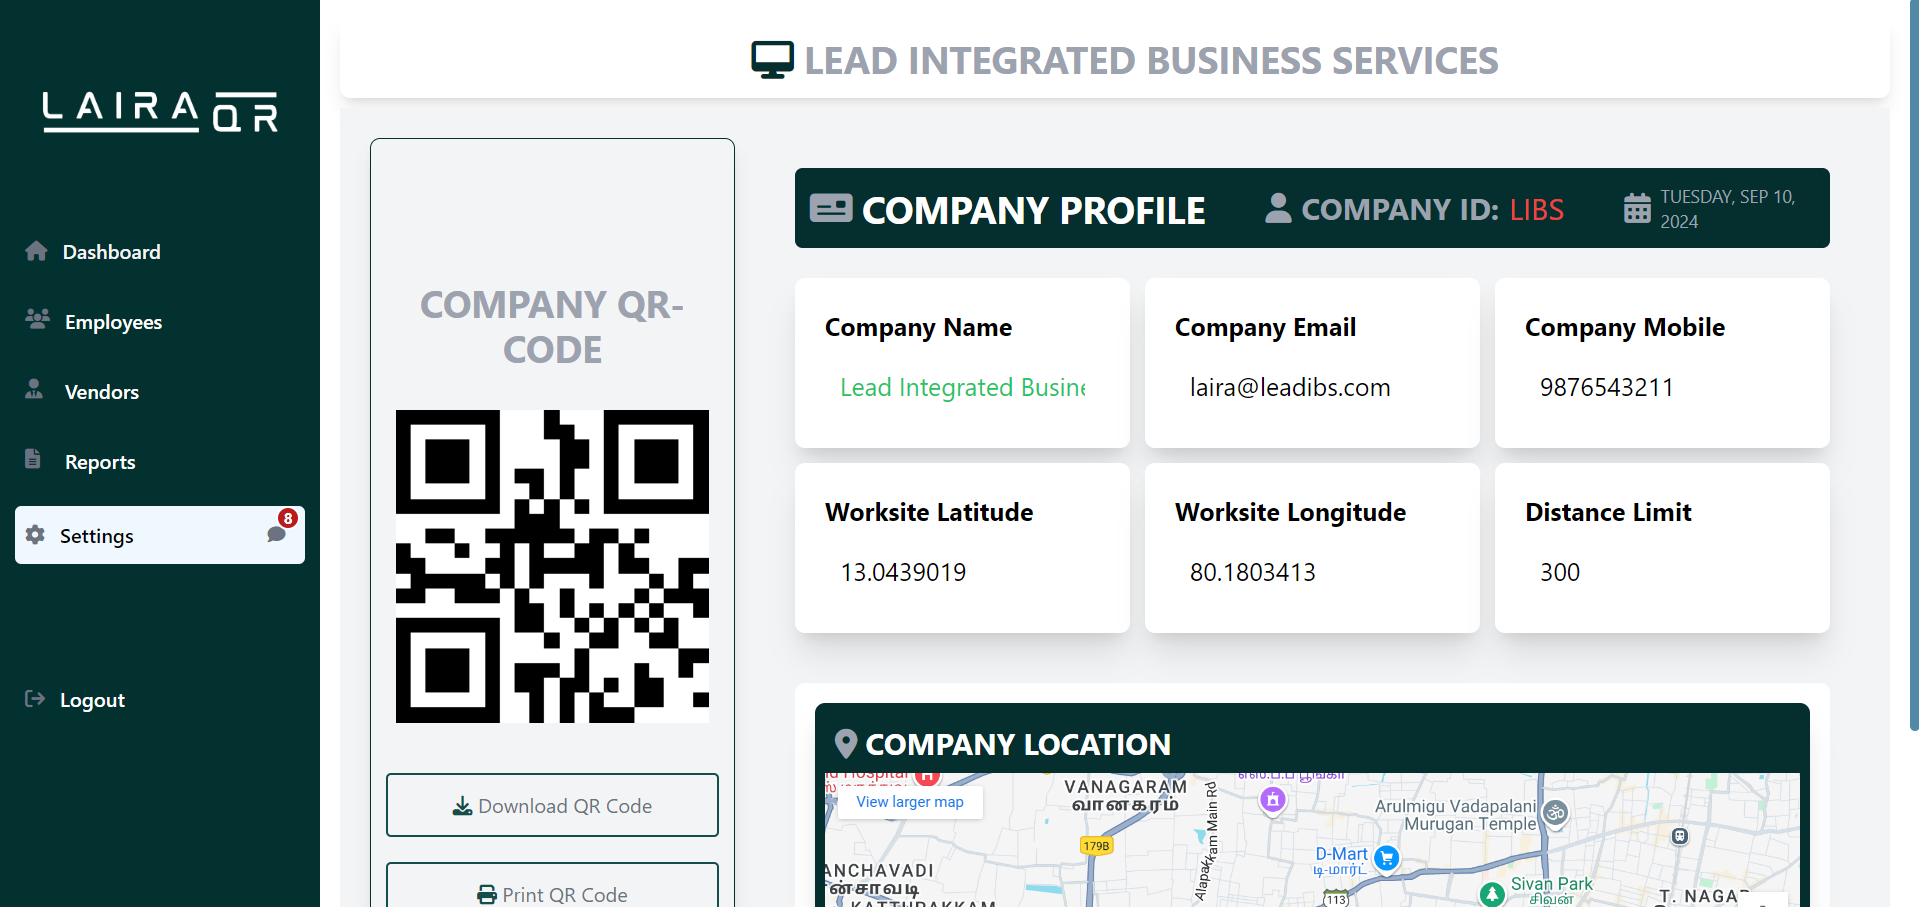 LAIRA QR
Dashboard
Employees
Vendors
Reports
Settings
8
Logout
LEAD INTEGRATED BUSINESS SERVICES
COMPANY QR-
CODE
Download QR Code
Print QR Code
COMPANY PROFILE
COMPANY ID: LIBS
TUESDAY, SEP 10,
2024
Company Name
Lead Integrated Busine
Company Email
laira@leadibs.com
Company Mobile
9876543211
Worksite Latitude
13.0439019
Worksite Longitude
80.1803413
Distance Limit
300
COMPANY LOCATION
Hospital
View larger map
VANAGARAM
வானகரம்
179B
Alapakkam Main Rd
Arulmigu Vadapalani
Murugan Temple
D-Mart
டி-மார்ட்
113
Sivan Park
சிவன்
ANCHAVADI
ன்சாவடி
KATTUPAKKAM
T. NAGAR